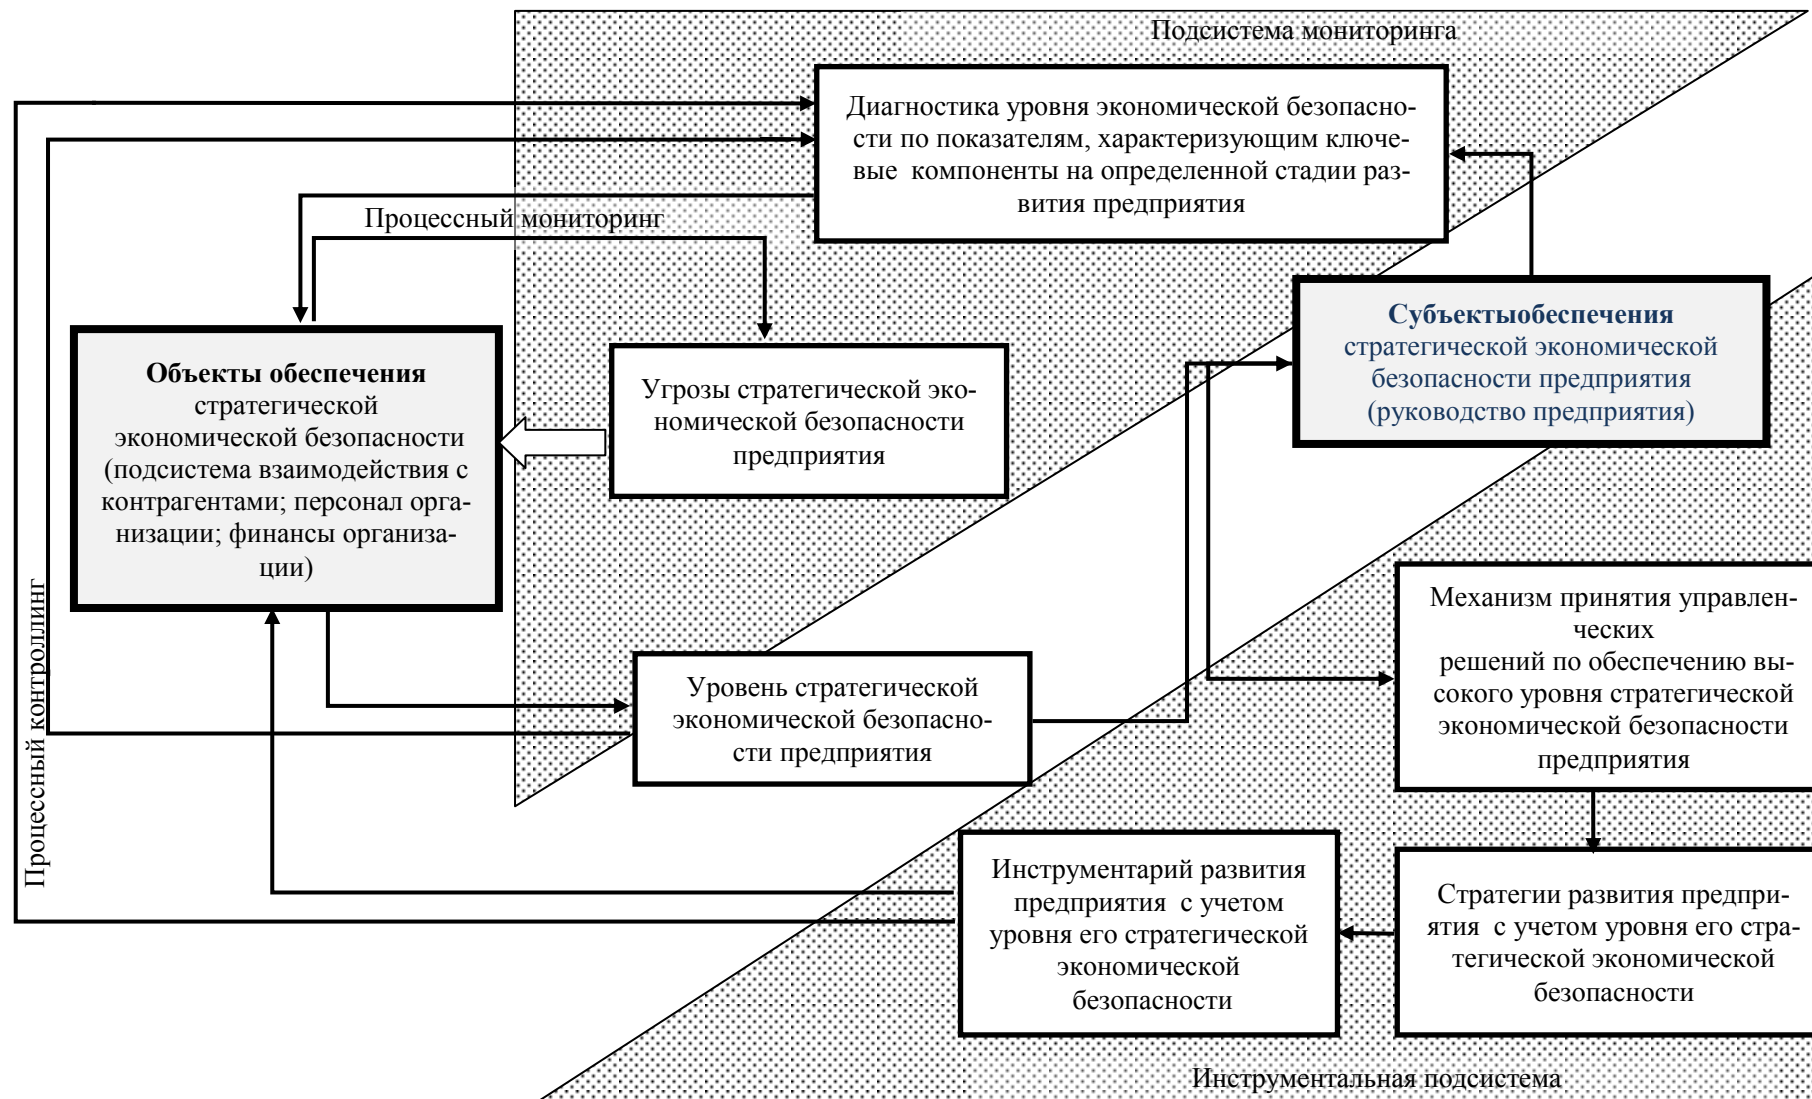 Подсистема мониторинга
Диагностика уровня экономической безопасно-
сти по показателям, характеризующим ключе-
вые компоненты на определенной стадии раз-
вития предприятия
Процессный мониторинг
Субъектыобеспечения
стратегической экономической
безопасности предприятия
(руководство предприятия)
Объекты обеспечения
стратегической
экономической безопасности
(подсистема взаимодействия с
контрагентами; персонал орга-
низации; финансы организа-
ции)
Угрозы стратегической эко-
номической безопасности
предприятия
Процессный контроллинг
Уровень стратегической
экономической безопасно-
сти предприятия
Механизм принятия управлен-
ческих
решений по обеспечению вы-
сокого уровня стратегической
экономической безопасности
предприятия
Инструментарий развития
предприятия с учетом
уровня его стратегической
экономической
безопасности
Стратегии развития предпри-
ятия с учетом уровня его стра-
тегической экономической
безопасности
Инструментальная подсистема